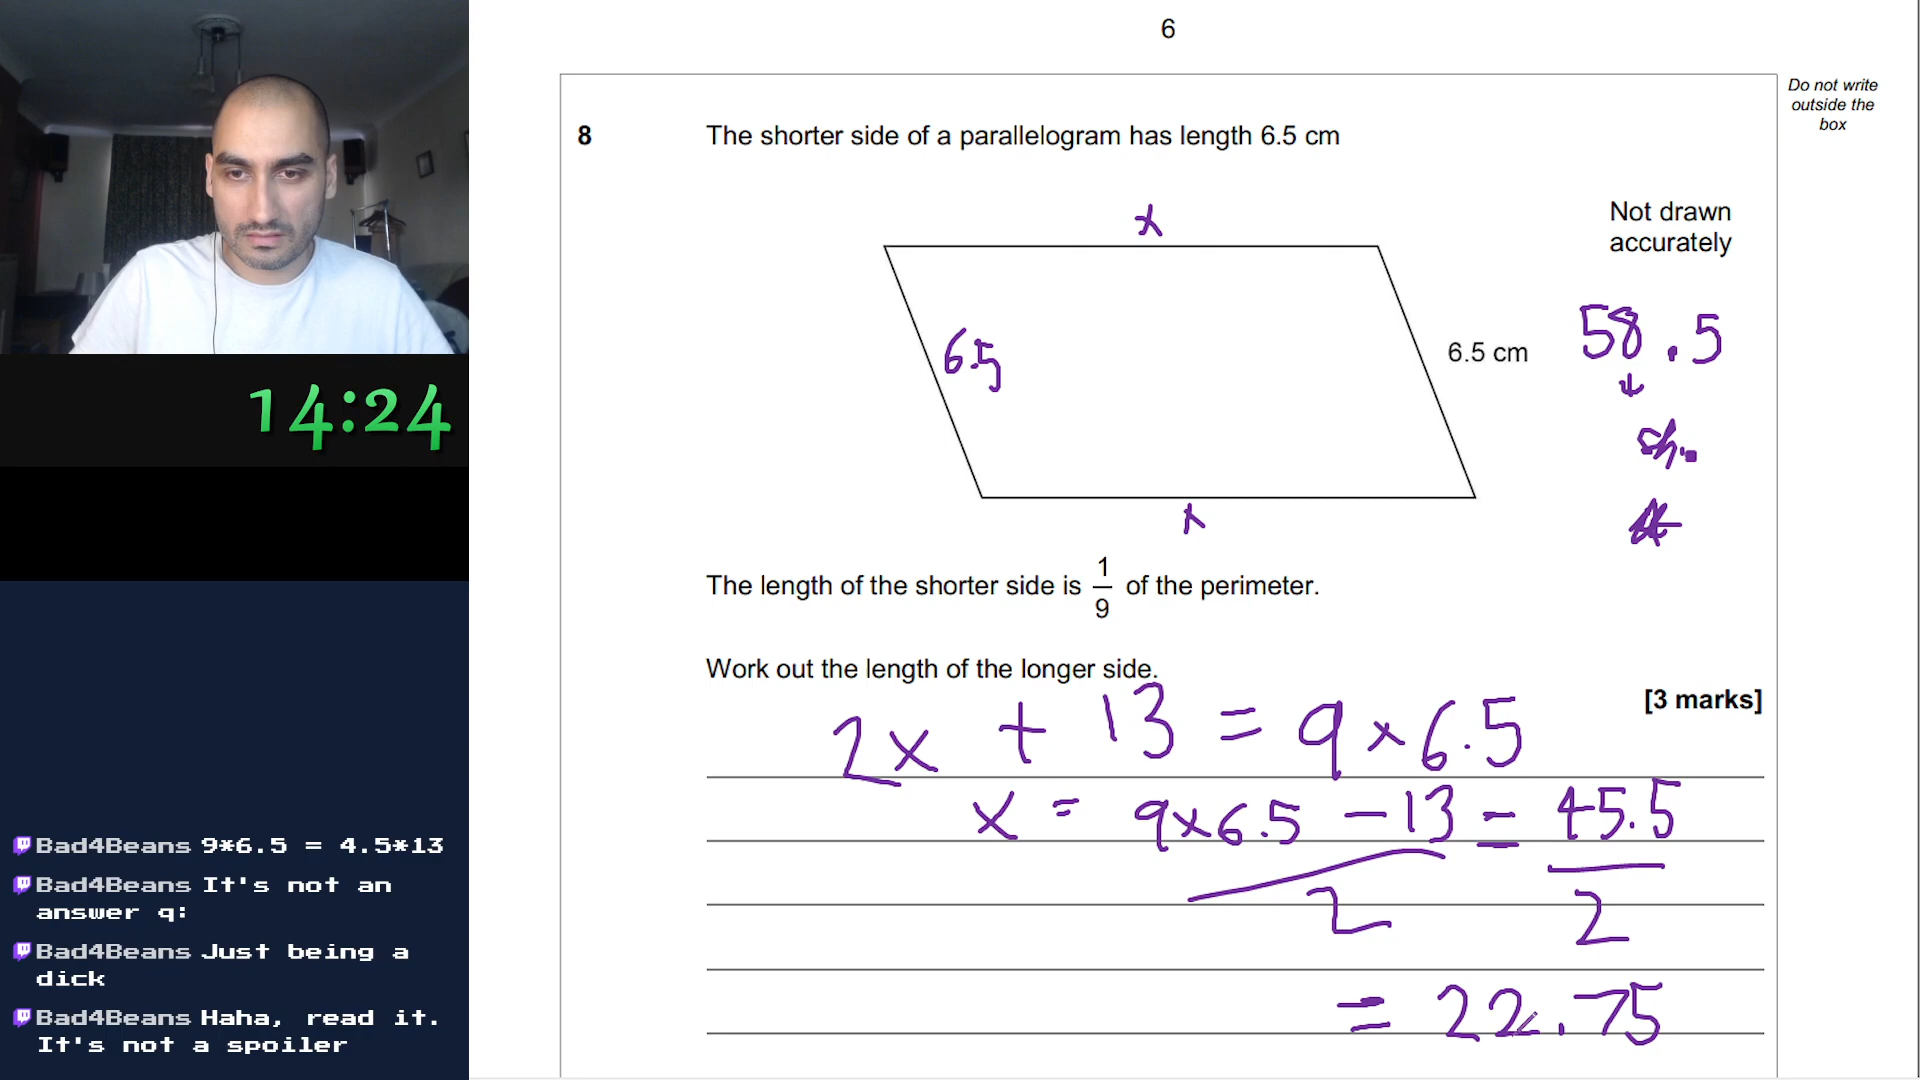 6
Do not write
outside the
box
8 The shorter side of a parallelogram has length 6.5 cm
Not drawn
accurately
x
6.5
6.5 cm
58.5
x
The length of the shorter side is 1/9 of the perimeter.
Work out the length of the longer side.
[3 marks]
2x + 13 = 9 × 6.5
x = 9×6.5 - 13 = 45.5
2 2
= 22.75
14:24
Bad4Beans 9*6.5 = 4.5*13
Bad4Beans It's not an
answer q:
Bad4Beans Just being a
dick
Bad4Beans Haha, read it.
It's not a spoiler